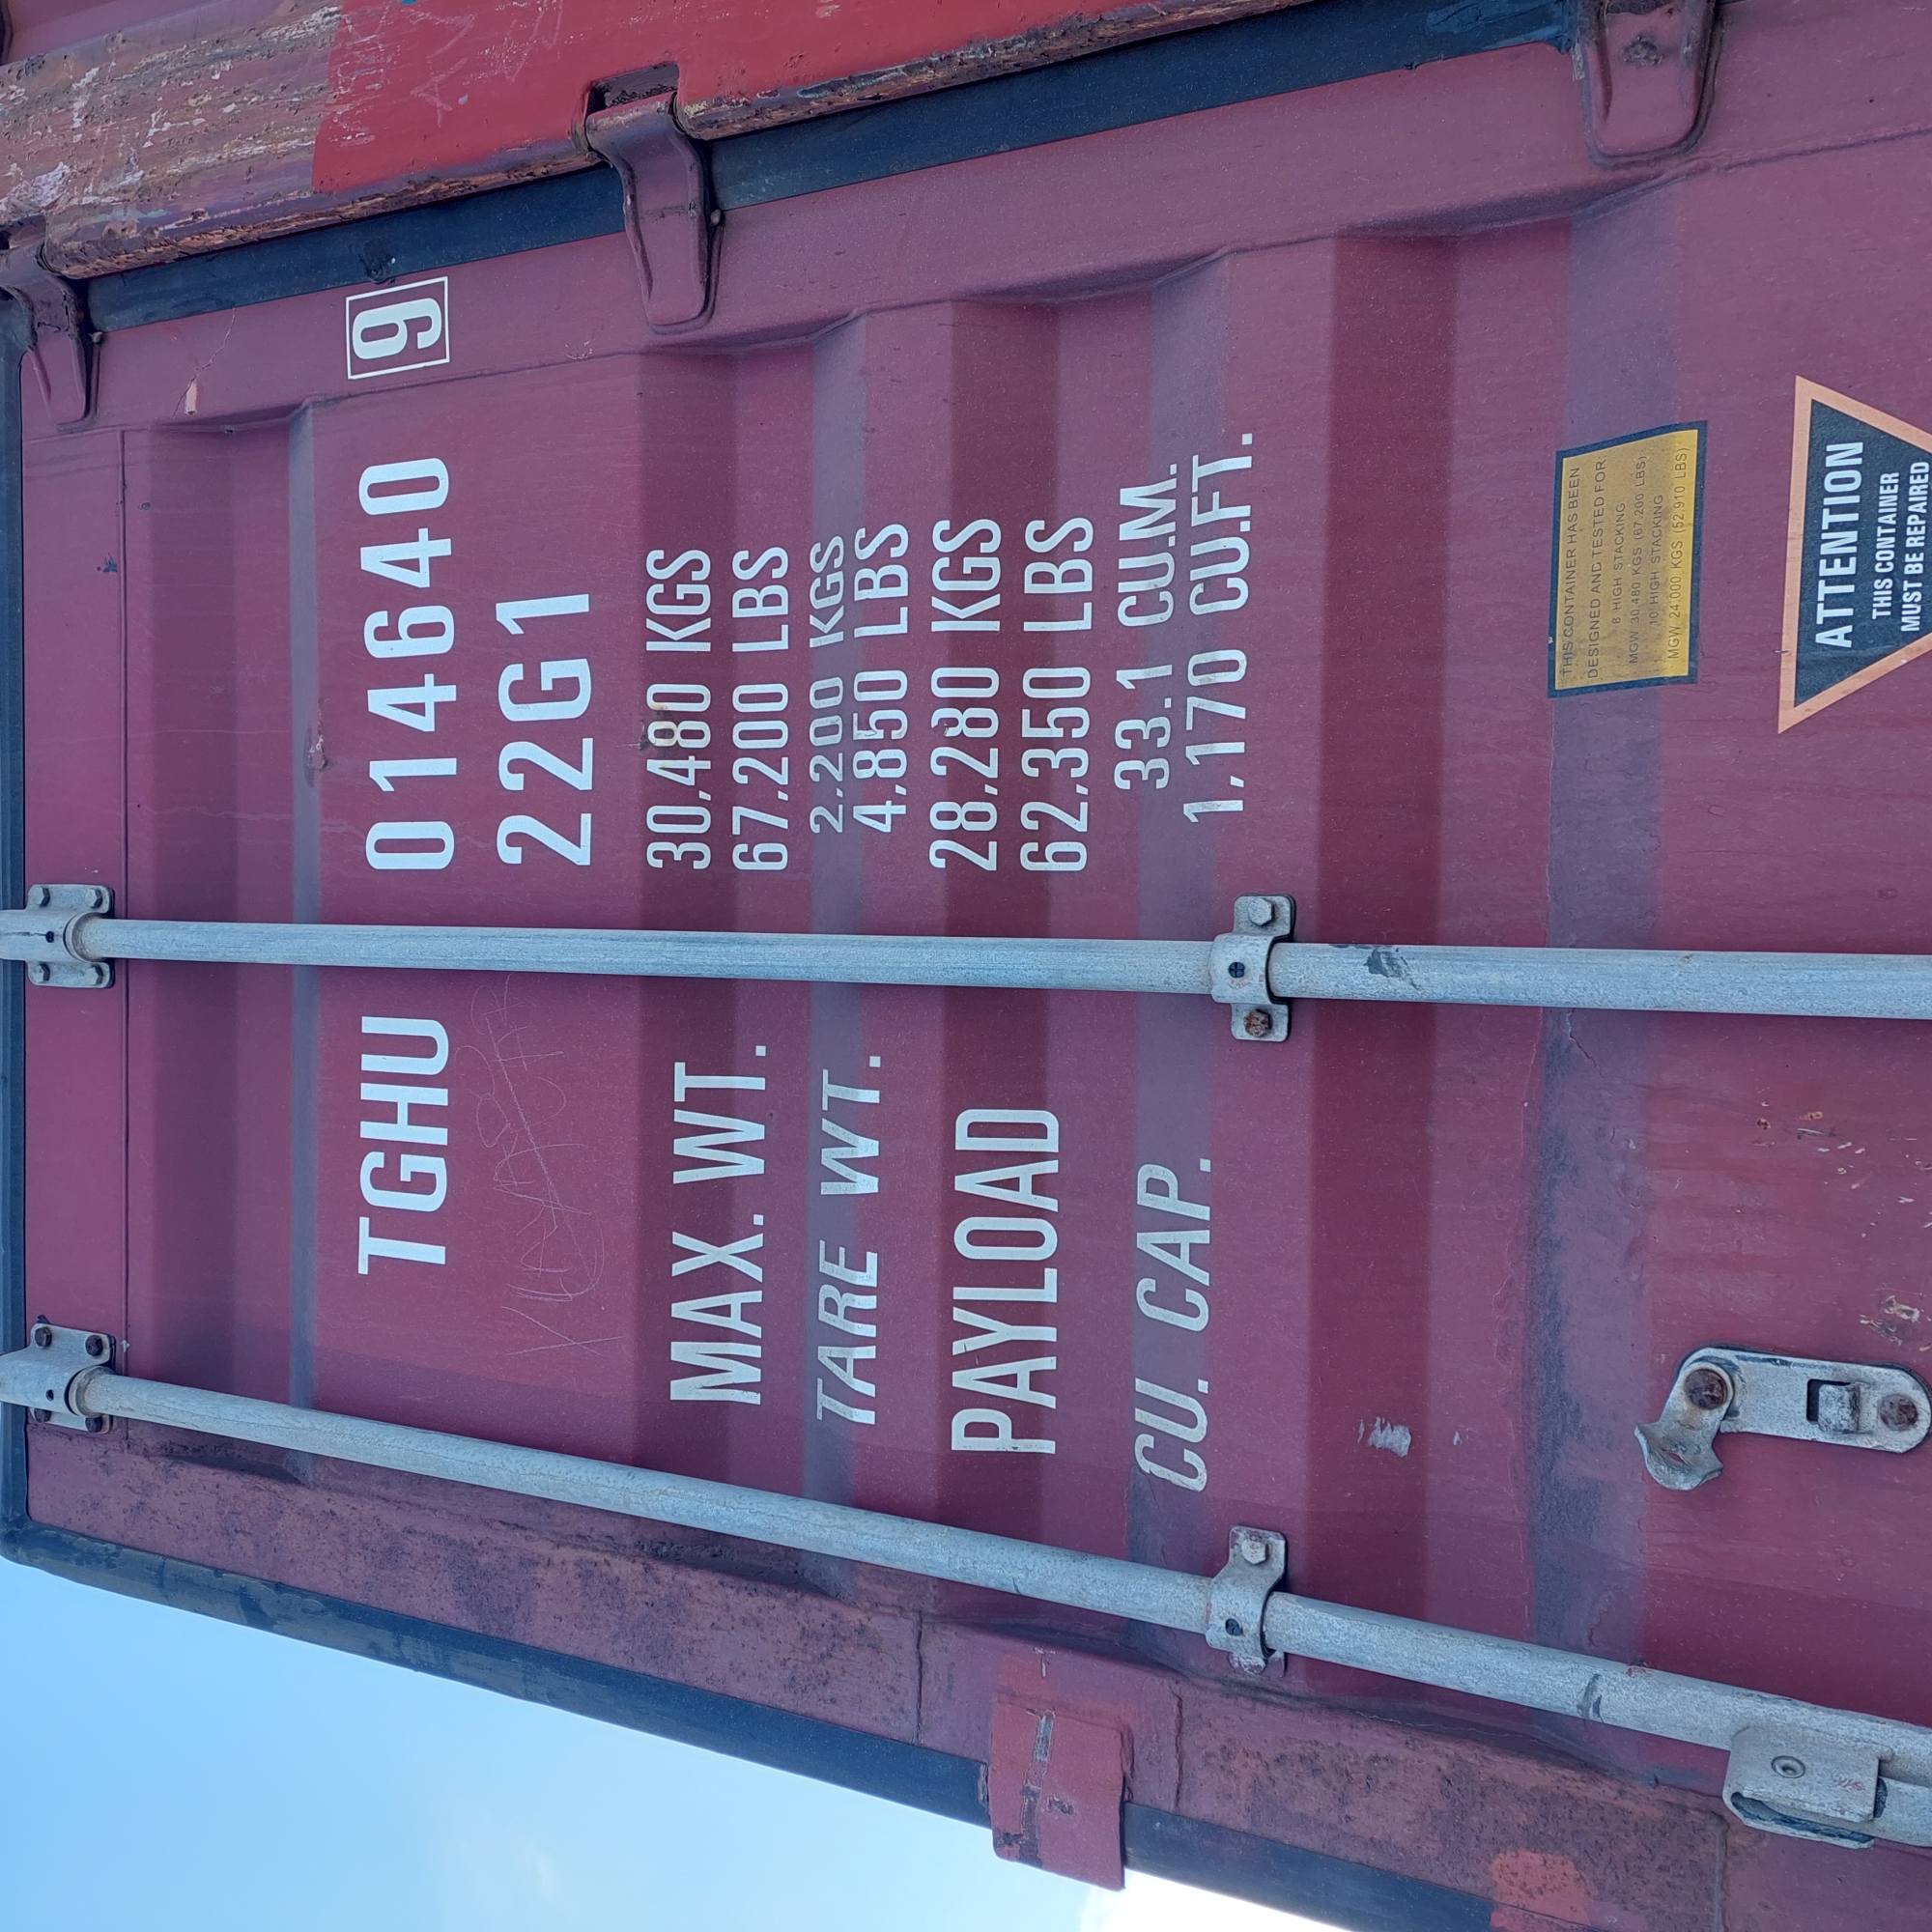 TGHU 014640 9
22G1
MAX. WT. 30,480 KGS
67,200 LBS
TARE WT. 2,200 KGS
4,850 LBS
PAYLOAD 28,280 KGS
62,350 LBS
CU. CAP. 33.1 CU.M.
1,170 CU.FT.
THIS CONTAINER HAS BEEN
DESIGNED AND TESTED FOR:
8 HIGH STACKING
MGW 30,480 KGS (67,200 LBS)
10 HIGH STACKING
MGW 24,000 KGS (52,910 LBS)
ATTENTION
THIS CONTAINER
MUST BE REPAIRED